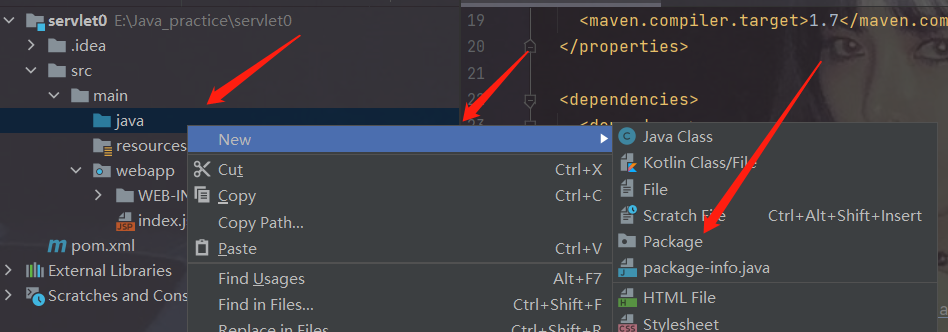 servlet0 E:\Java_practice\servlet0
.idea
src
main
java
resources
webapp
WEB-IN
index.j
pom.xml
External Libraries
Scratches and Cons
19 <maven.compiler.target>1.7</maven.com
20 </properties>
21
22 <dependencies>
New
Cut Ctrl+X
Copy Ctrl+C
Copy Path...
Paste Ctrl+V
Find Usages Alt+F7
Find in Files... Ctrl+Shift+F
Replace in Files Ctrl+Shift+R
Java Class
Kotlin Class/File
File
Scratch File Ctrl+Alt+Shift+Insert
Package
package-info.java
HTML File
Stylesheet